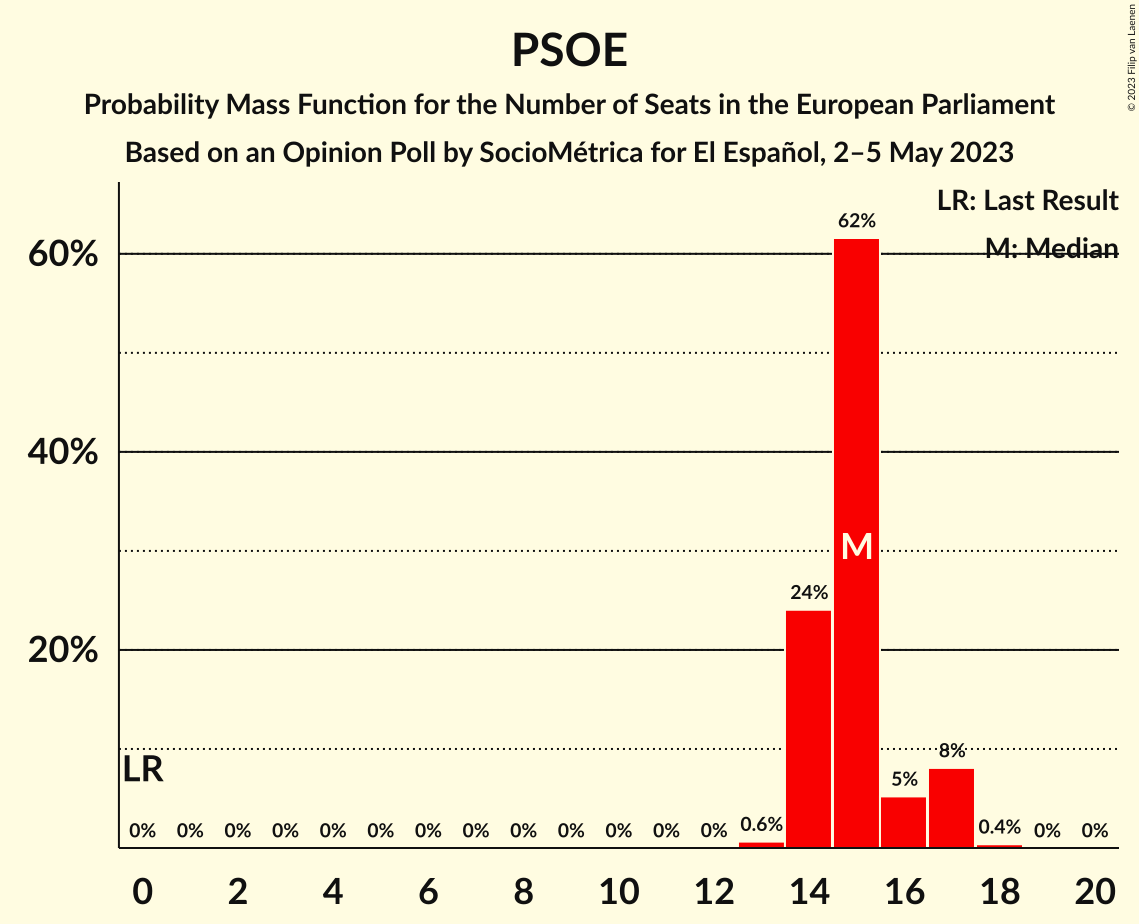 PSOE
Probability Mass Function for the Number of Seats in the European Parliament
Based on an Opinion Poll by SocioMétrica for El Español, 2–5 May 2023
© 2023 Filip van Laenen
LR: Last Result
M: Median
60%
40%
20%
62%
M
24%
LR
8%
5%
0% 0% 0% 0% 0% 0% 0% 0% 0% 0% 0% 0% 0% 0.6% 0.4% 0% 0%
0 2 4 6 8 10 12 14 16 18 20